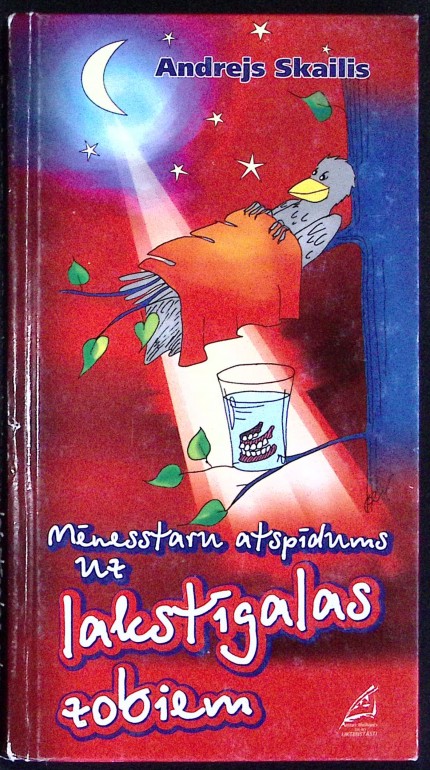 Andrejs Skailis
Mēnesstaru atspīdums
uz
lakstīgalas
zobiem